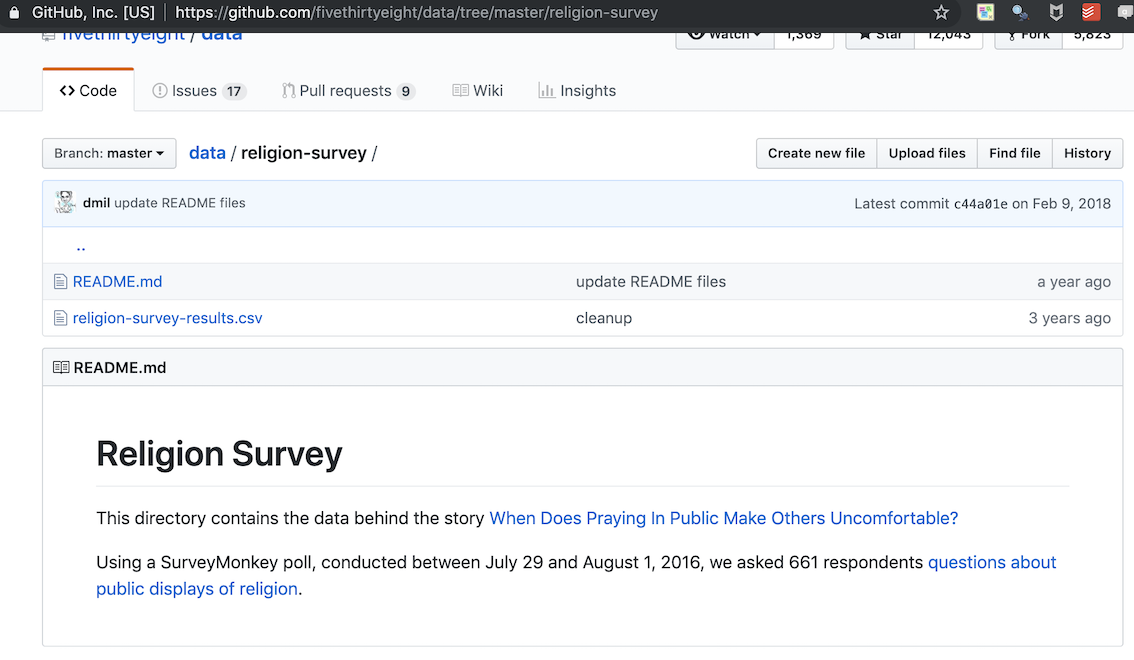 GitHub, Inc. [US] | https://github.com/fivethirtyeight/data/tree/master/religion-survey
fivethirtyeight / data Watch 1,369 Star 12,043 Fork 5,823
Code Issues 17 Pull requests 9 Wiki Insights
Branch: master data / religion-survey / Create new file Upload files Find file History
dmil update README files Latest commit c44a01e on Feb 9, 2018
..
README.md update README files a year ago
religion-survey-results.csv cleanup 3 years ago
README.md
Religion Survey
This directory contains the data behind the story When Does Praying In Public Make Others Uncomfortable?
Using a SurveyMonkey poll, conducted between July 29 and August 1, 2016, we asked 661 respondents questions about
public displays of religion.